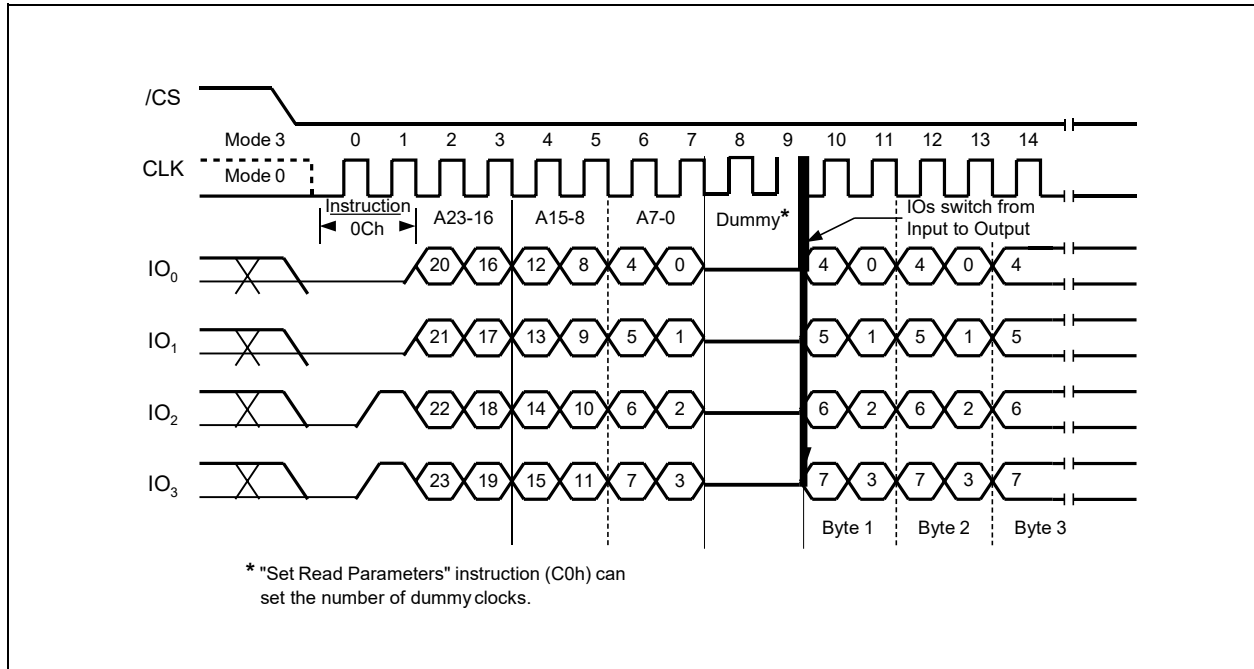 /CS
Mode 3 0 1 2 3 4 5 6 7 8 9 10 11 12 13 14
CLK
Mode 0
Instruction
0Ch
A23-16 A15-8 A7-0 Dummy*
IOs switch from
Input to Output
IO0 20 16 12 8 4 0 4 0 4 0 4
IO1 21 17 13 9 5 1 5 1 5 1 5
IO2 22 18 14 10 6 2 6 2 6 2 6
IO3 23 19 15 11 7 3 7 3 7 3 7
Byte 1 Byte 2 Byte 3
* "Set Read Parameters" instruction (C0h) can
set the number of dummy clocks.